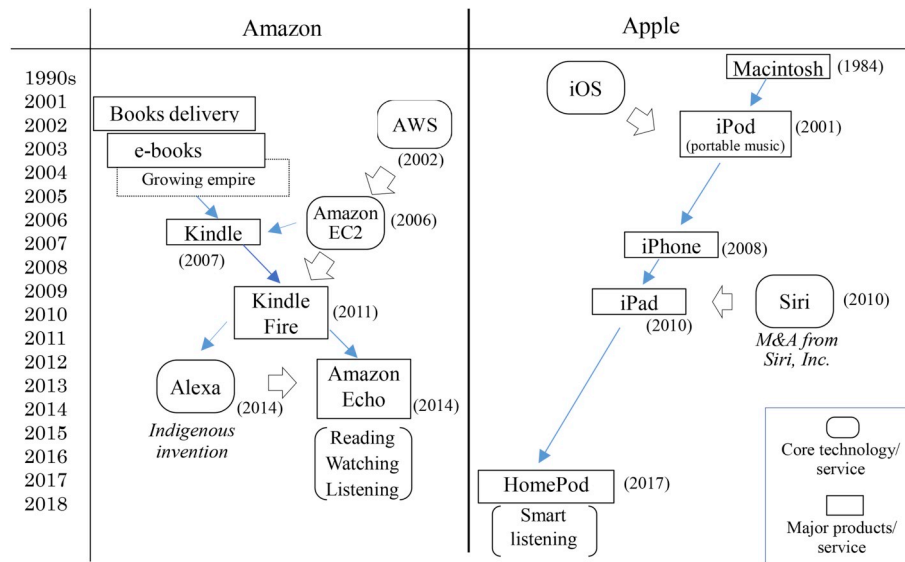 Amazon
Apple
1990s
2001
2002
2003
2004
2005
2006
2007
2008
2009
2010
2011
2012
2013
2014
2015
2016
2017
2018
Books delivery
e-books
Growing empire
AWS
(2002)
Kindle
(2007)
Amazon
EC2
(2006)
Kindle
Fire
(2011)
Alexa
(2014)
Indigenous
invention
Amazon
Echo
(2014)
Reading
Watching
Listening
Macintosh
(1984)
iOS
iPod
(portable music)
(2001)
iPhone
(2008)
iPad
(2010)
Siri
(2010)
M&A from
Siri, Inc.
HomePod
(2017)
Smart
listening
Core technology/
service
Major products/
service